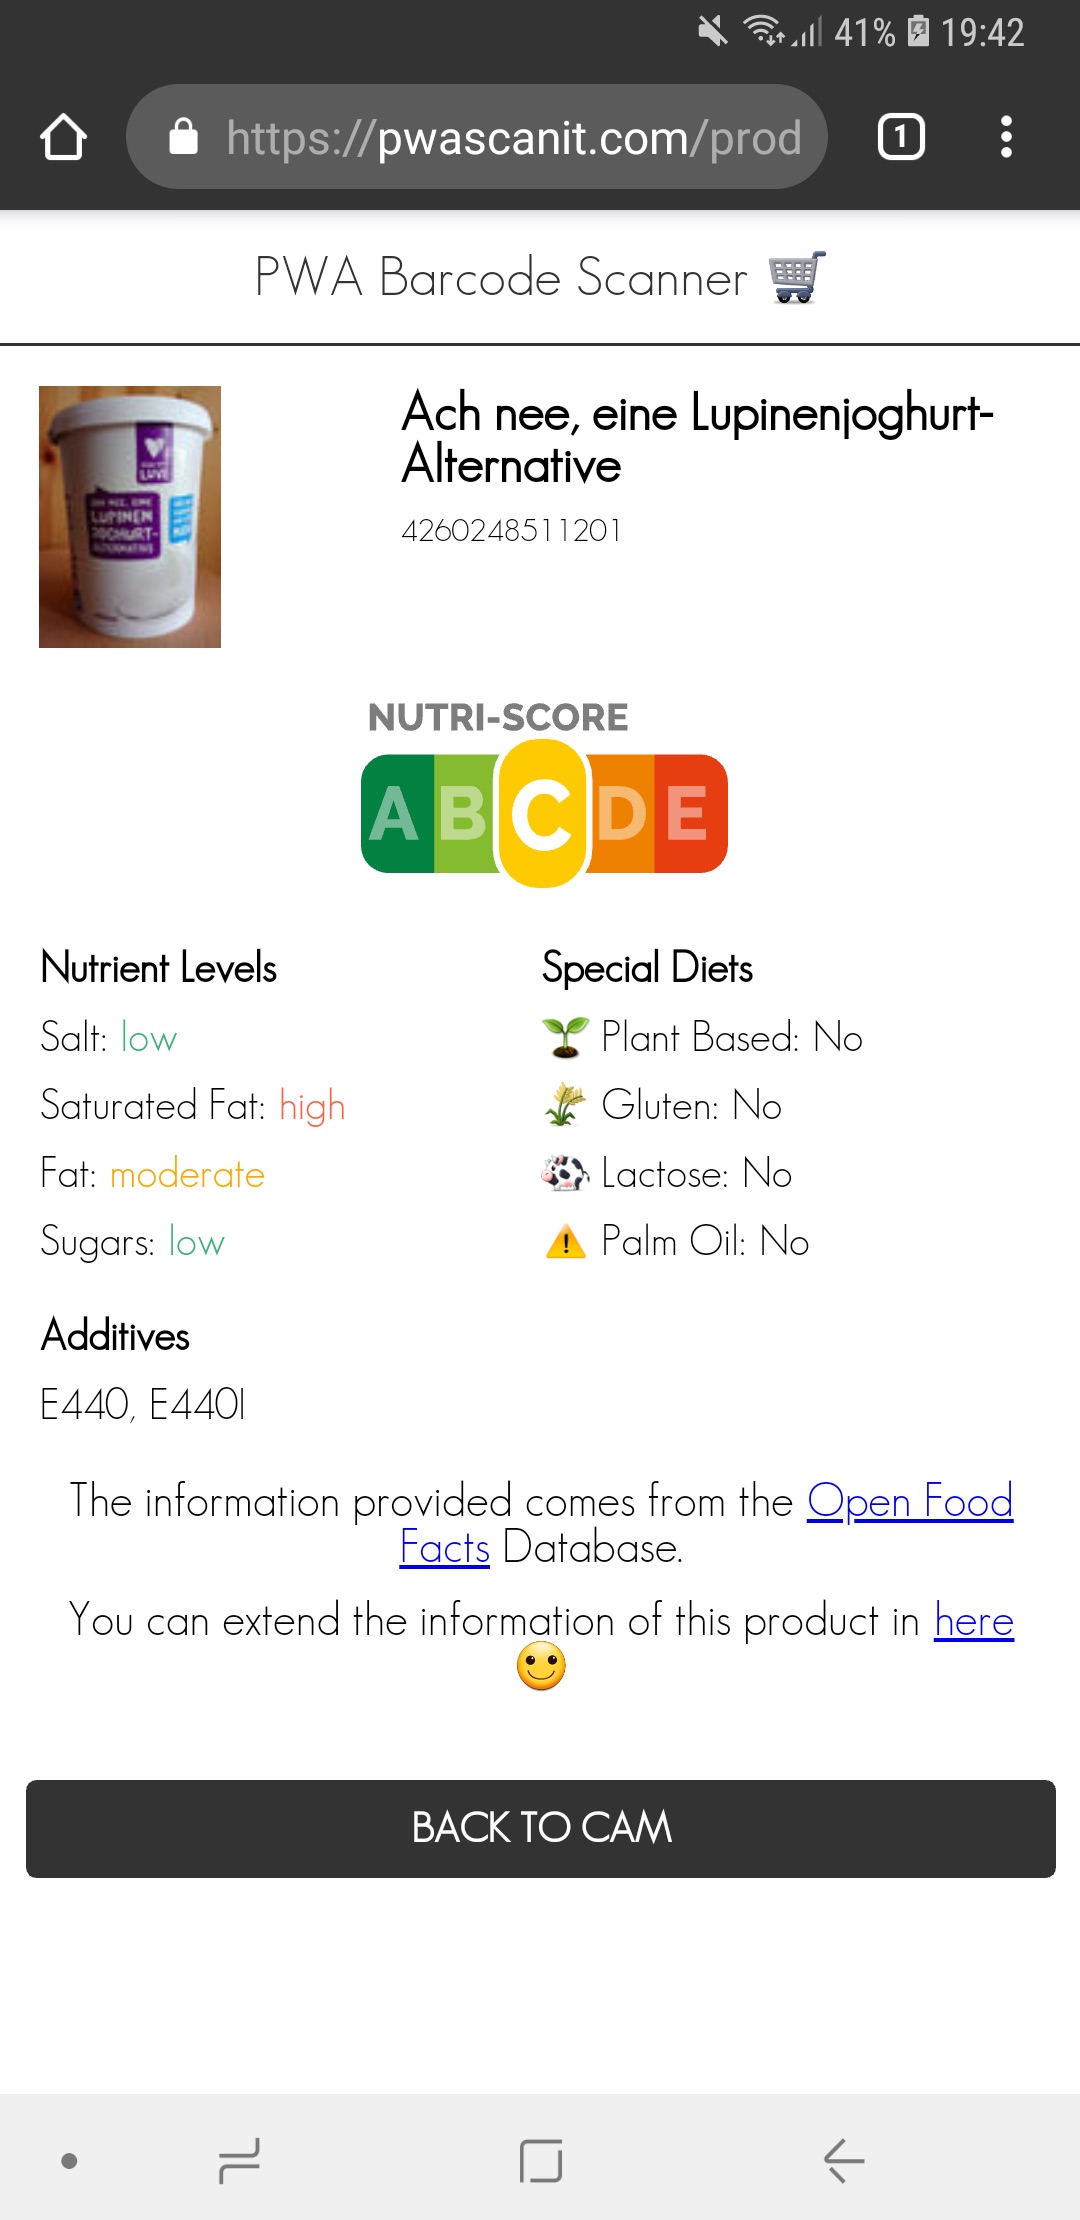 41% 19:42
https://pwascanit.com/prod
1
PWA Barcode Scanner
LOVE
LUPINEN
JOGHURT-
ALTERNATIVE
Ach nee, eine Lupinenjoghurt-
Alternative
4260248511201
NUTRI-SCORE
A B C D E
Nutrient Levels
Salt: low
Saturated Fat: high
Fat: moderate
Sugars: low
Special Diets
Plant Based: No
Gluten: No
Lactose: No
Palm Oil: No
Additives
E440, E440I
The information provided comes from the Open Food
Facts Database.
You can extend the information of this product in here
BACK TO CAM